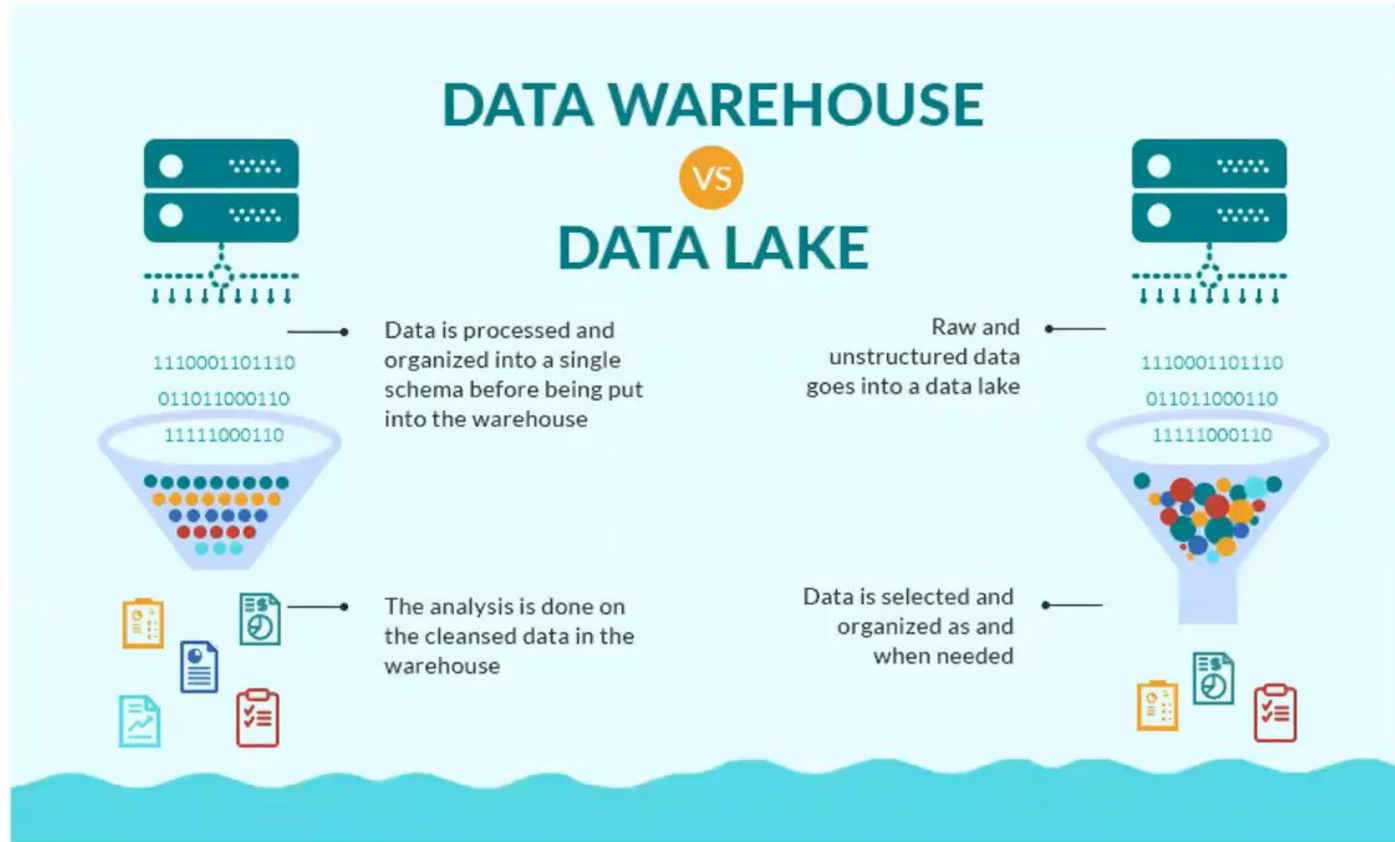 DATA WAREHOUSE
VS
DATA LAKE
Data is processed and
organized into a single
schema before being put
into the warehouse
1110001101110
011011000110
11111000110
The analysis is done on
the cleansed data in the
warehouse
Raw and
unstructured data
goes into a data lake
1110001101110
011011000110
11111000110
Data is selected and
organized as and
when needed